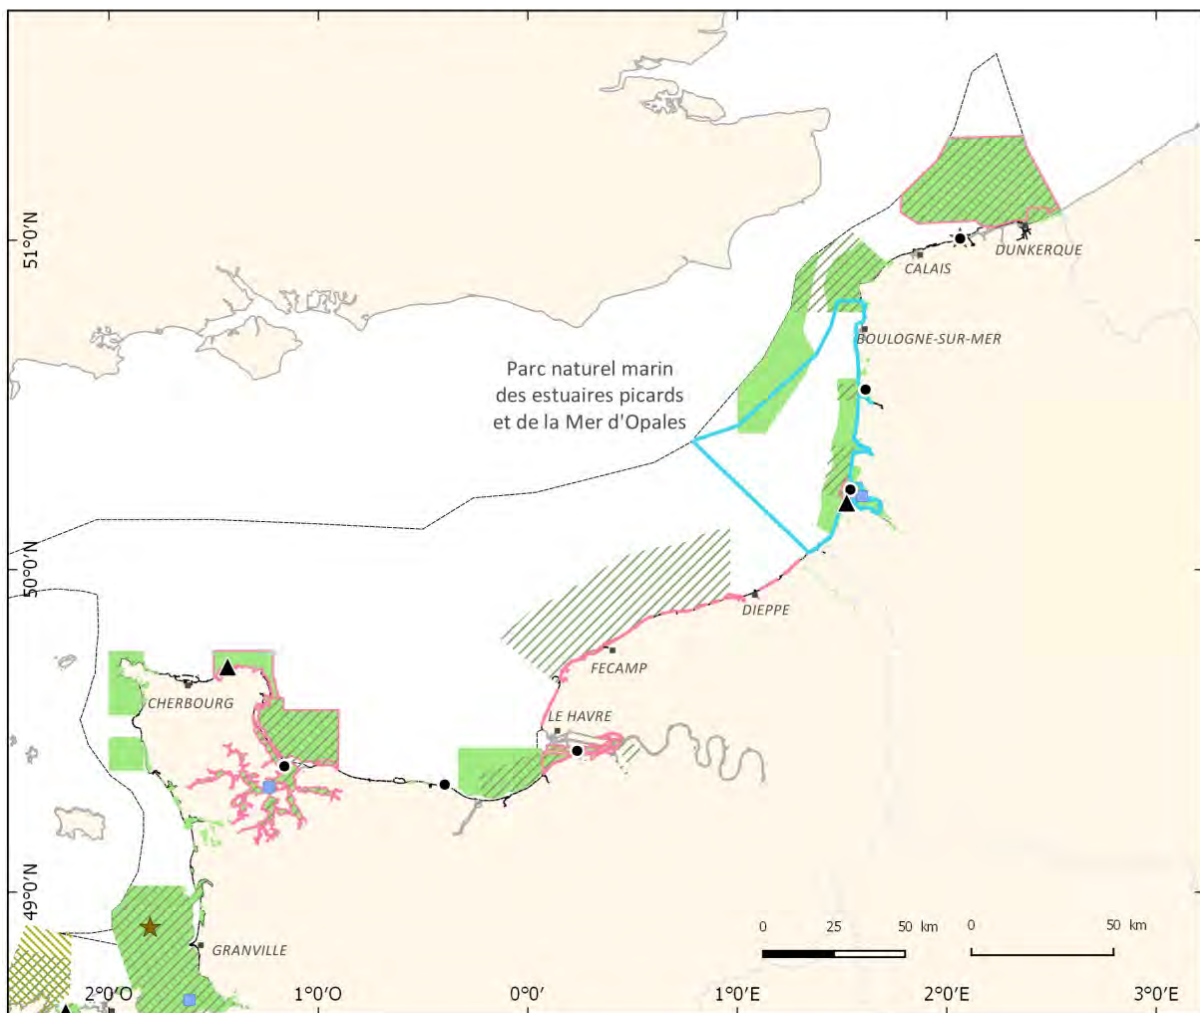 51°0′N
DUNKERQUE
CALAIS
BOULOGNE-SUR-MER
Parc naturel marin
des estuaires picards
et de la Mer d'Opales
50°0′N
DIEPPE
FECAMP
CHERBOURG
LE HAVRE
49°0′N
GRANVILLE
0 25 50 km
0 50 km
2°0′O 1°0′O 0°0′ 1°0′E 2°0′E 3°0′E